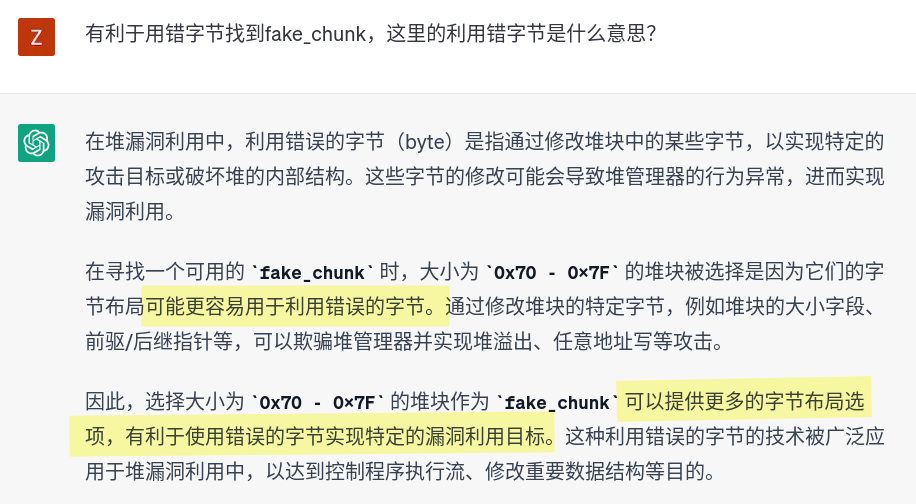 Z
有利于用错字节找到fake_chunk，这里的利用错字节是什么意思？
在堆漏洞利用中，利用错误的字节（byte）是指通过修改堆块中的某些字节，以实现特定的
攻击目标或破坏堆的内部结构。这些字节的修改可能会导致堆管理器的行为异常，进而实现
漏洞利用。
在寻找一个可用的 `fake_chunk` 时，大小为 `0x70 - 0x7F` 的堆块被选择是因为它们的字
节布局可能更容易用于利用错误的字节。通过修改堆块的特定字节，例如堆块的大小字段、
前驱/后继指针等，可以欺骗堆管理器并实现堆溢出、任意地址写等攻击。
因此，选择大小为 `0x70 - 0x7F` 的堆块作为 `fake_chunk` 可以提供更多的字节布局选
项，有利于使用错误的字节实现特定的漏洞利用目标。这种利用错误的字节的技术被广泛应
用于堆漏洞利用中，以达到控制程序执行流、修改重要数据结构等目的。